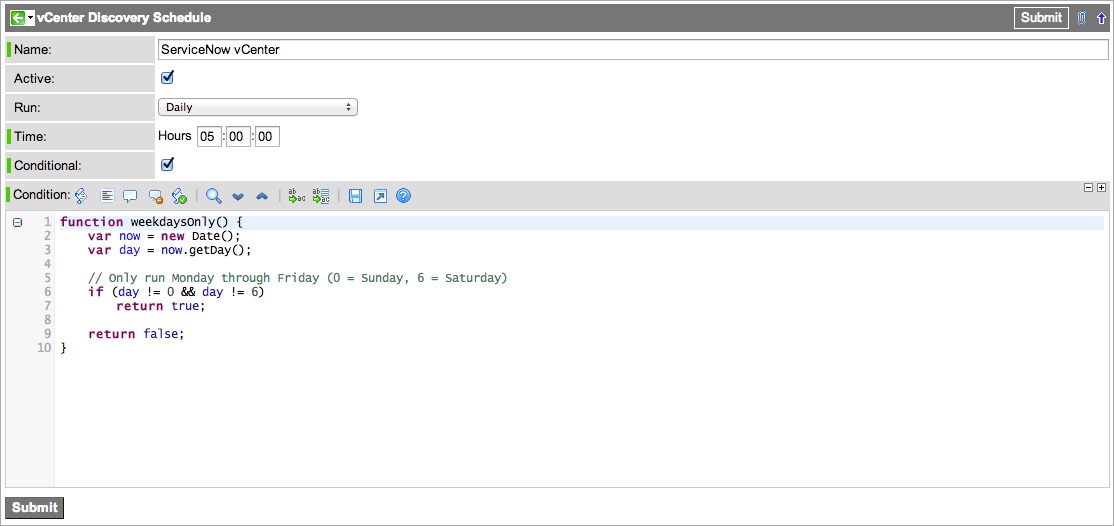 vCenter Discovery Schedule Submit
Name: ServiceNow vCenter
Active:
Run: Daily
Time: Hours 05:00:00
Conditional:
Condition:
1 function weekdaysOnly() {
2 var now = new Date();
3 var day = now.getDay();
4
5 // Only run Monday through Friday (0 = Sunday, 6 = Saturday)
6 if (day != 0 && day != 6)
7 return true;
8
9 return false;
10 }
Submit